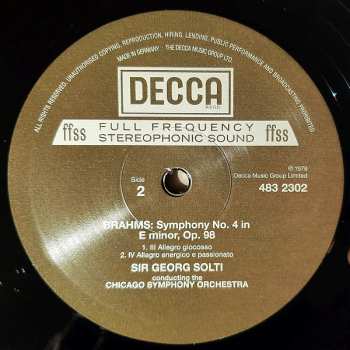 ALL RIGHTS RESERVED. UNAUTHORISED COPYING, REPRODUCTION, HIRING, LENDING, PUBLIC PERFORMANCE AND BROADCASTING PROHIBITED.
MADE IN GERMANY · THE DECCA MUSIC GROUP LTD.
DECCA
ffss
FULL FREQUENCY
STEREOPHONIC SOUND
ffss
Side
2
℗ 1979
Decca Music Group Limited
483 2302
BRAHMS: Symphony No. 4 in
E minor, Op. 98
1. III Allegro giocosso
2. IV Allegro energico e passionato
SIR GEORG SOLTI
conducting the
CHICAGO SYMPHONY ORCHESTRA